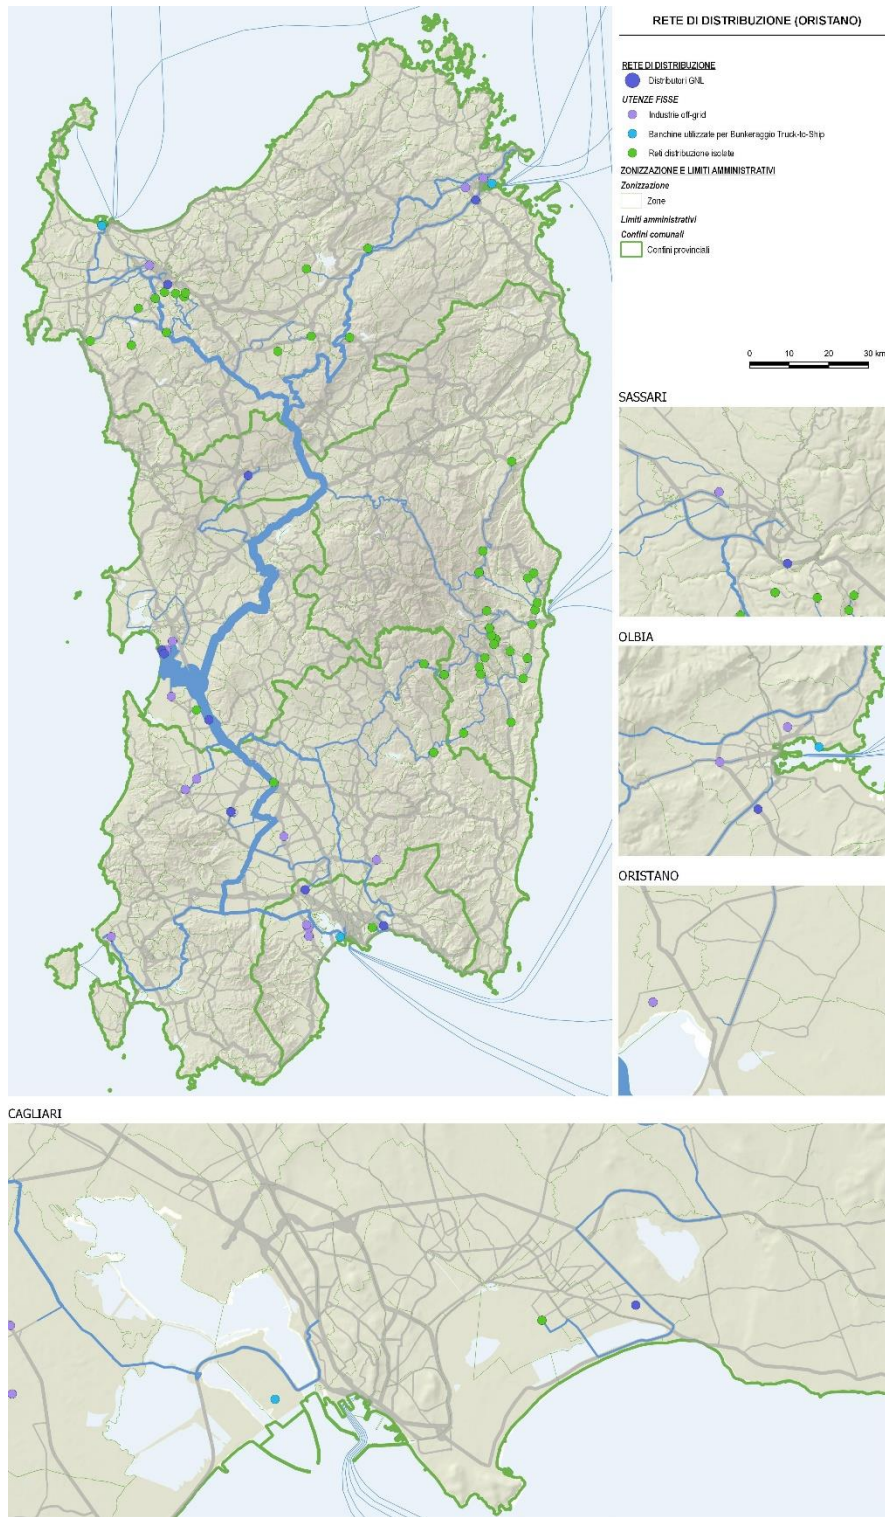 RETE DI DISTRIBUZIONE (ORISTANO)
RETE DI DISTRIBUZIONE
Distributori GNL
UTENZE FISSE
Industrie off-grid
Banchine utilizzate per Bunkeraggio Truck-to-Ship
Reti distribuzione isolate
ZONIZZAZIONE E LIMITI AMMINISTRATIVI
Zonizzazione
Zone
Limiti amministrativi
Confini comunali
Confini provinciali
0 10 20 30 km
SASSARI
OLBIA
ORISTANO
CAGLIARI